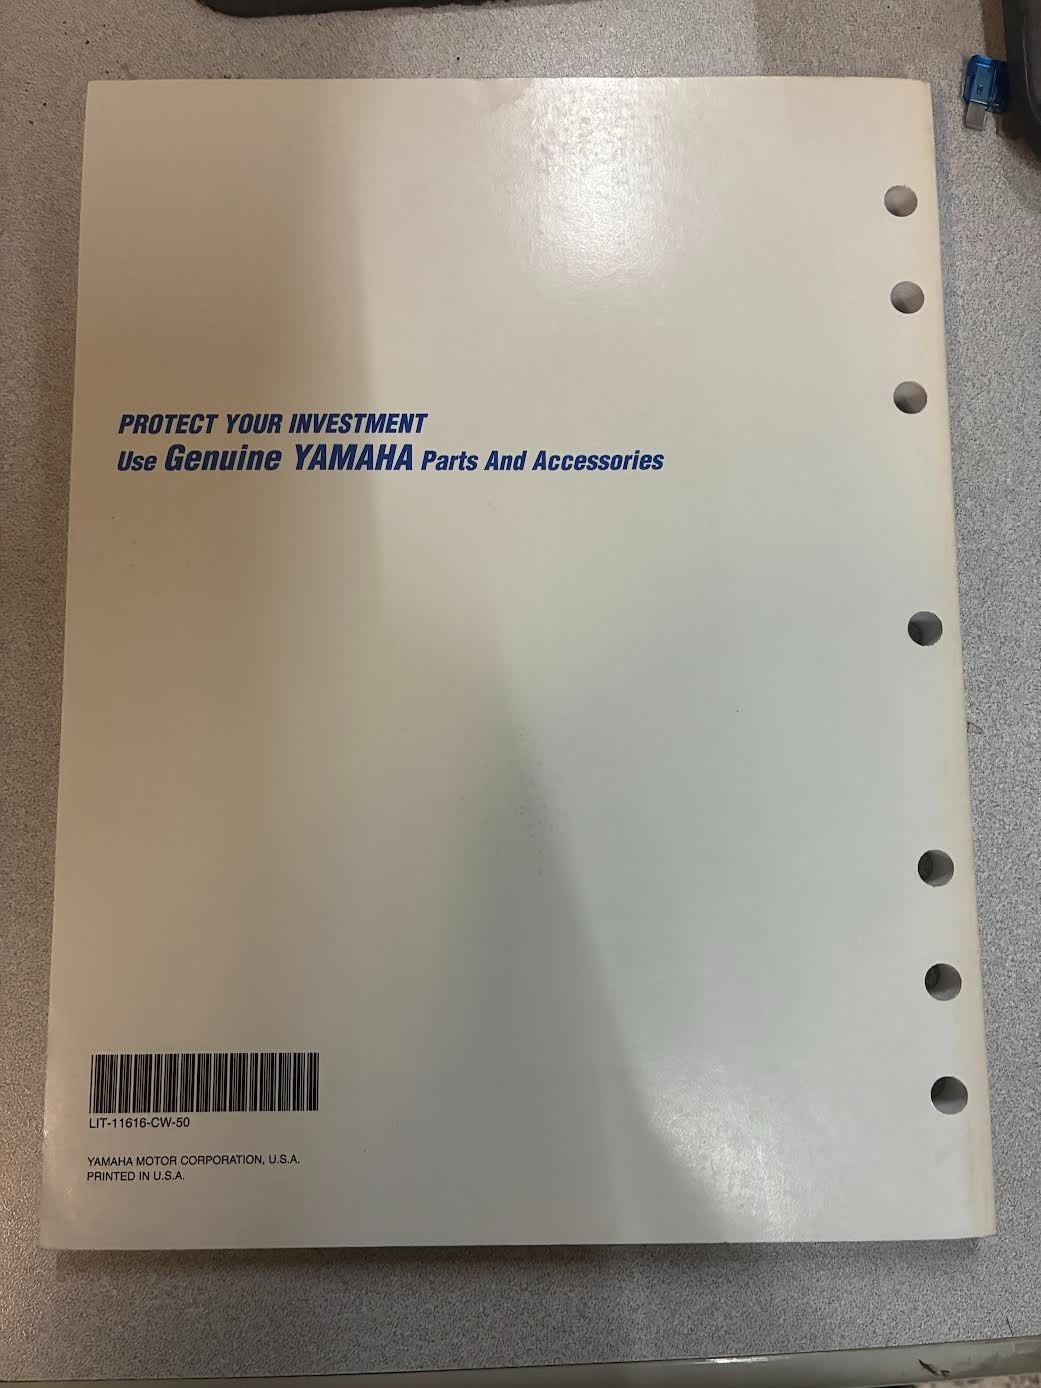 PROTECT YOUR INVESTMENT
Use Genuine YAMAHA Parts And Accessories
LIT-11616-CW-50
YAMAHA MOTOR CORPORATION, U.S.A.
PRINTED IN U.S.A.